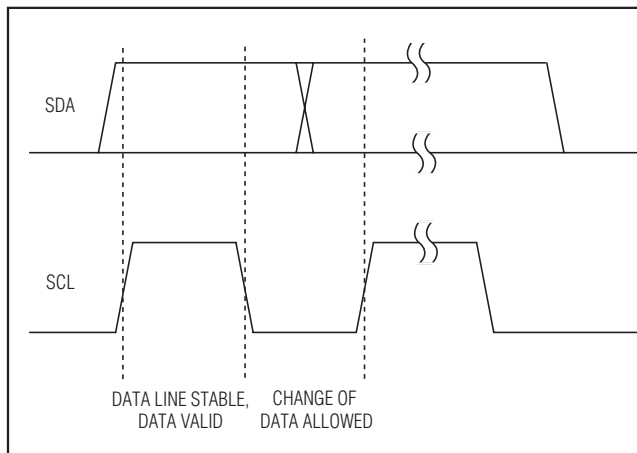 SDA
SCL
DATA LINE STABLE,
DATA VALID
CHANGE OF
DATA ALLOWED